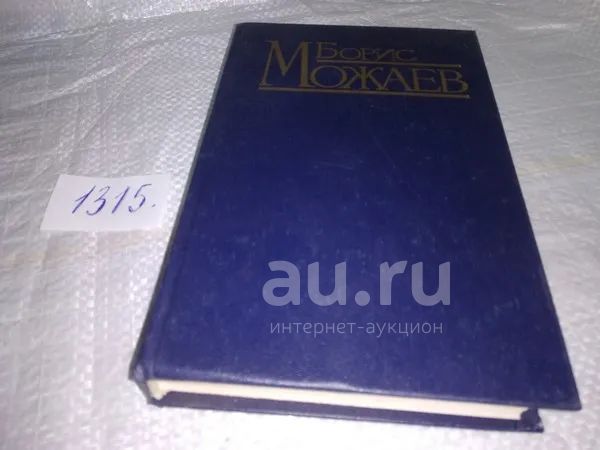 Борис
Можаев
1315.
au.ru
интернет-аукцион